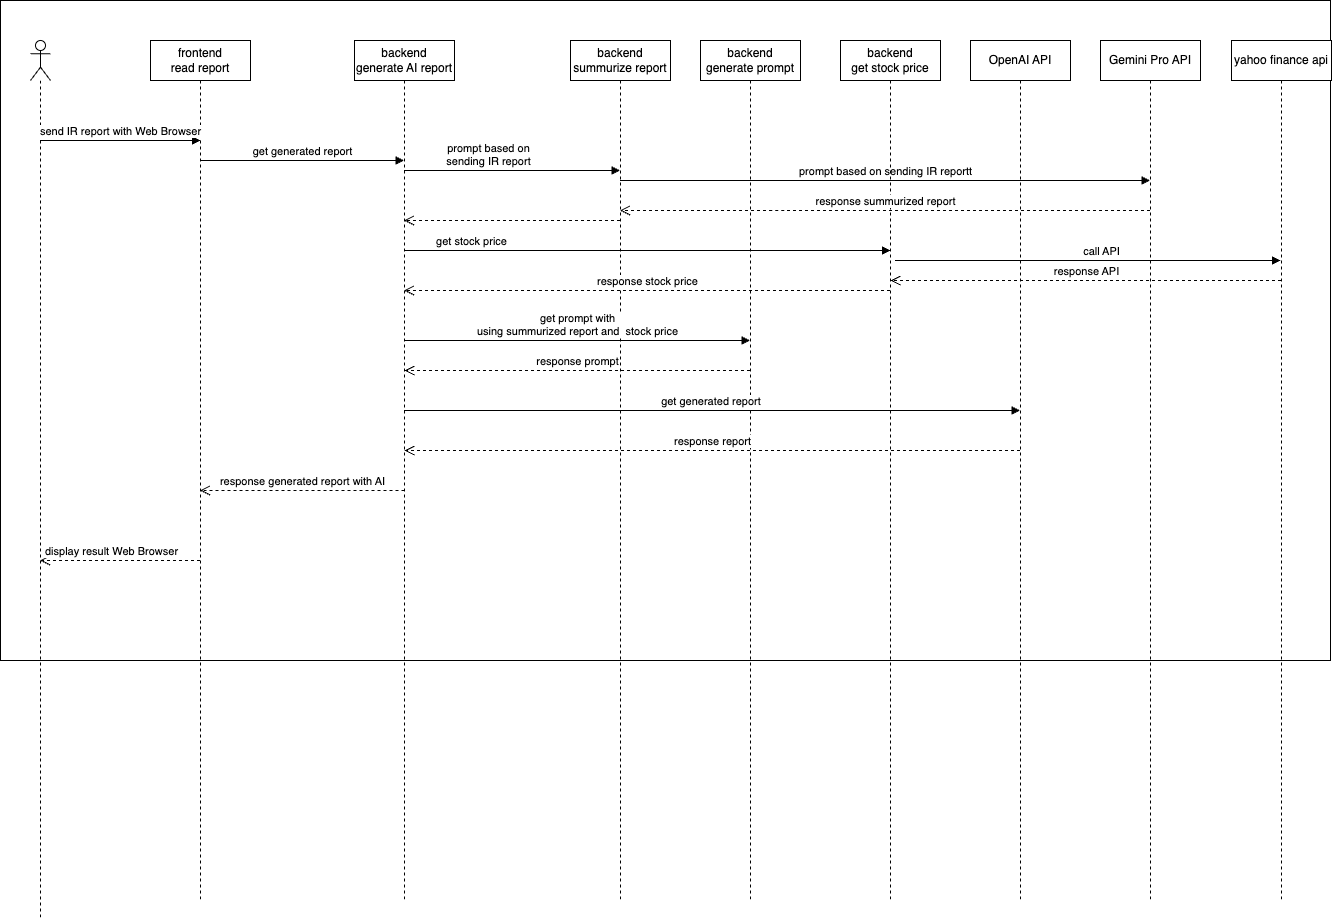 frontend
read report
backend
generate AI report
backend
summurize report
backend
generate prompt
backend
get stock price
OpenAI API
Gemini Pro API
yahoo finance api
send IR report with Web Browser
get generated report
prompt based on
sending IR report
prompt based on sending IR reportt
response summurized report
get stock price
call API
response API
response stock price
get prompt with
using summurized report and stock price
response prompt
get generated report
response report
response generated report with AI
display result Web Browser